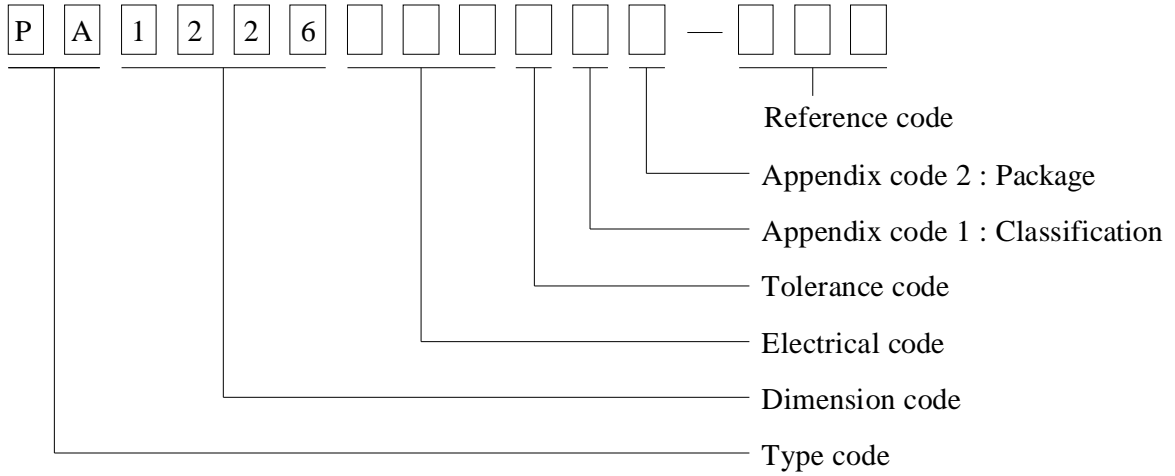 P A 1 2 2 6 —
Reference code
Appendix code 2 : Package
Appendix code 1 : Classification
Tolerance code
Electrical code
Dimension code
Type code